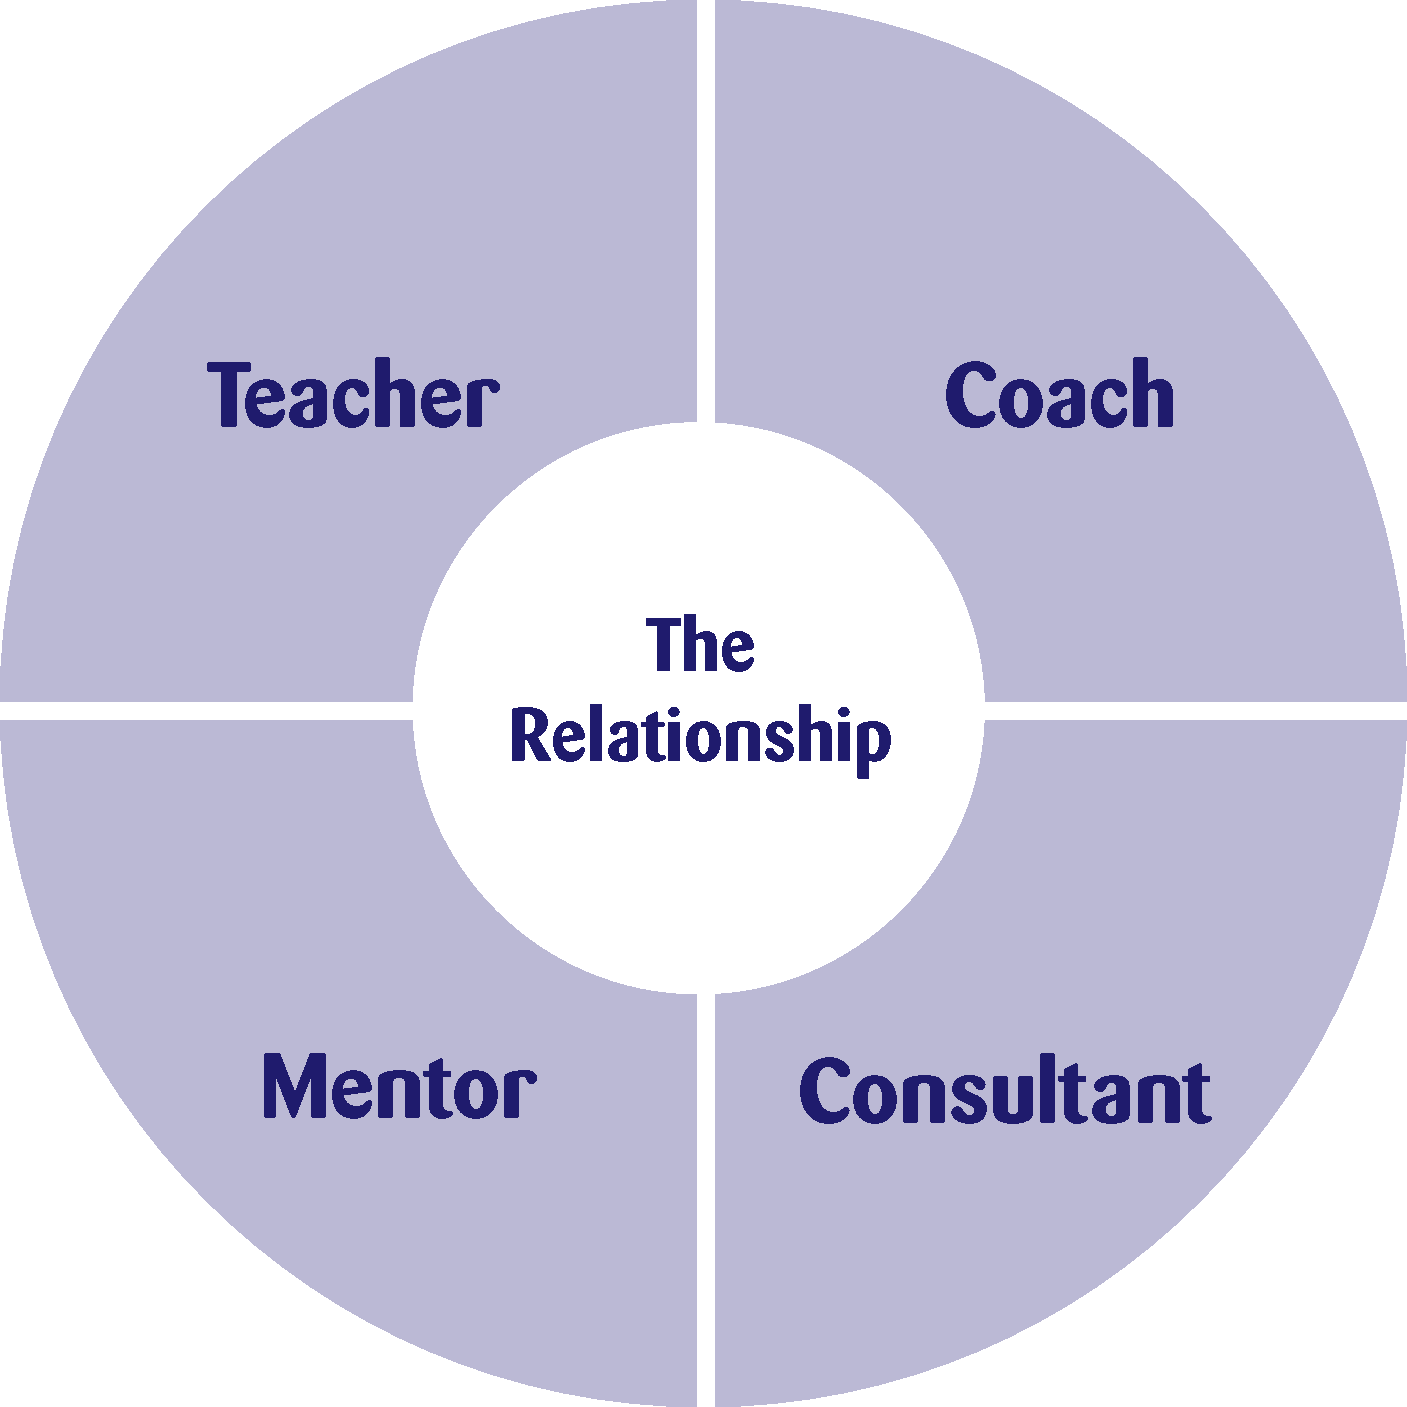 Teacher
Coach
The
Relationship
Mentor
Consultant